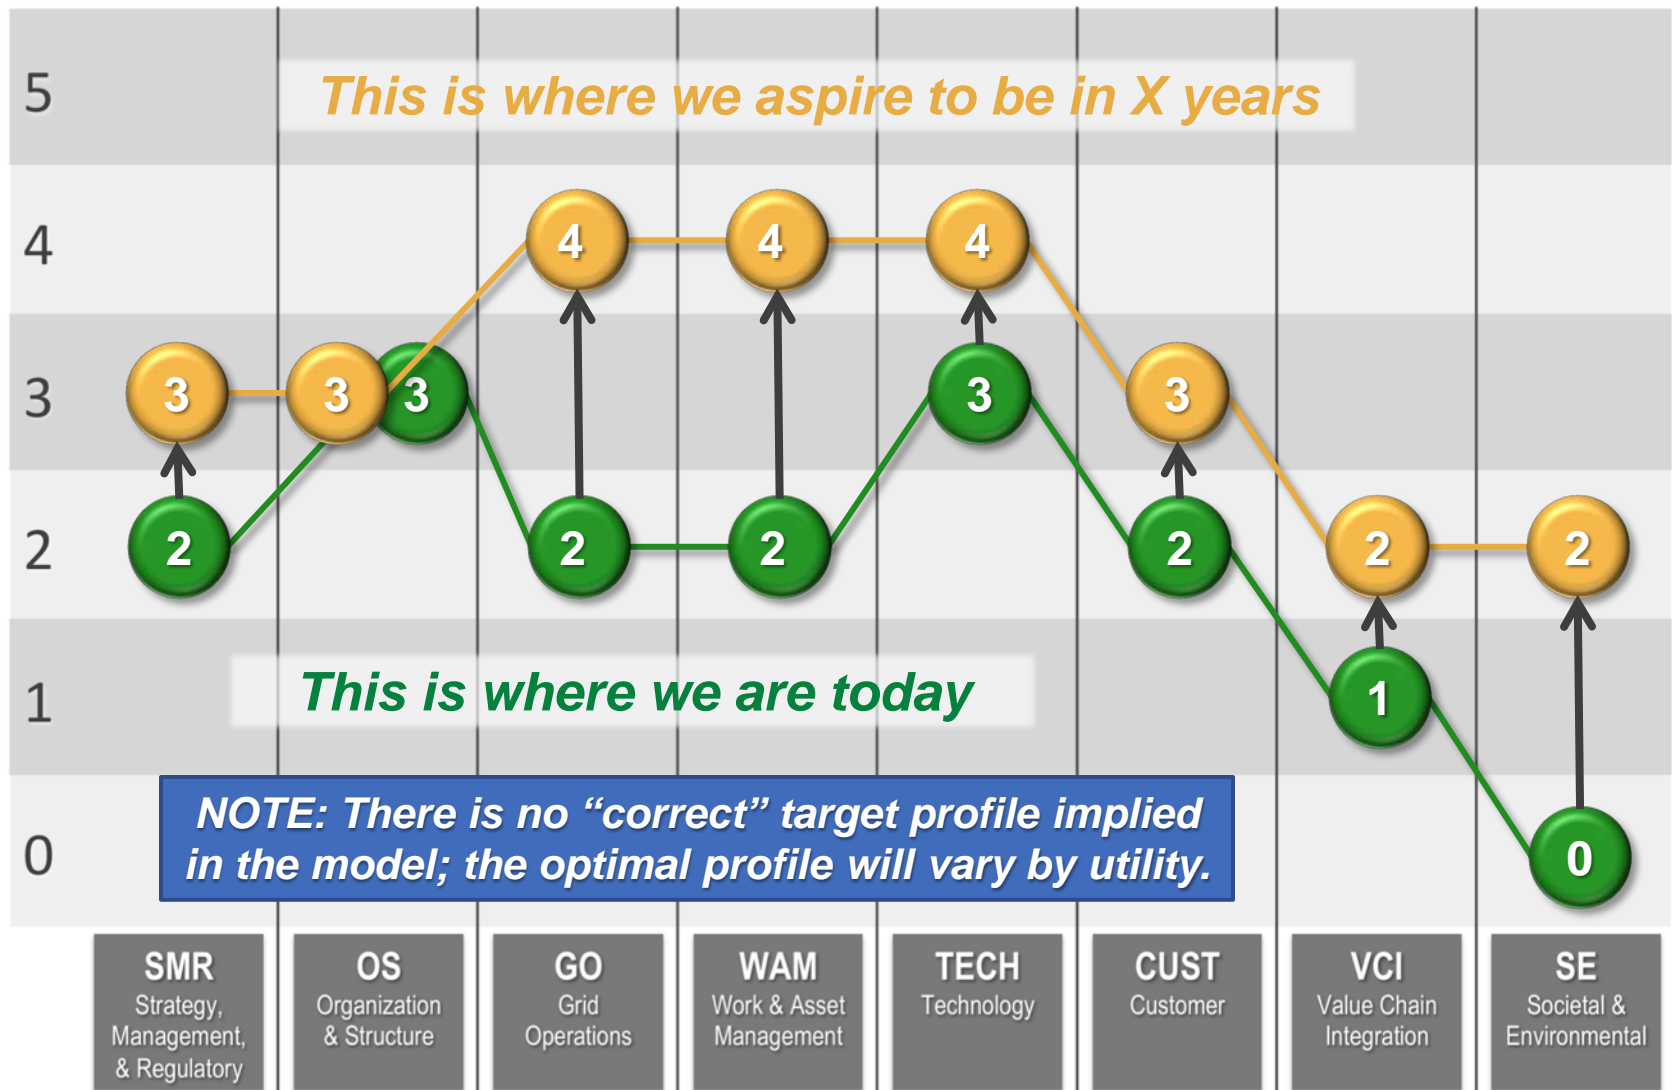 5
This is where we aspire to be in X years
4
4 4 4
3
3 3 3 3 3
2
2 2 2 2 2 2
1
This is where we are today
1
NOTE: There is no “correct” target profile implied
in the model; the optimal profile will vary by utility.
0
0
SMR
Strategy,
Management,
& Regulatory
OS
Organization
& Structure
GO
Grid
Operations
WAM
Work & Asset
Management
TECH
Technology
CUST
Customer
VCI
Value Chain
Integration
SE
Societal &
Environmental